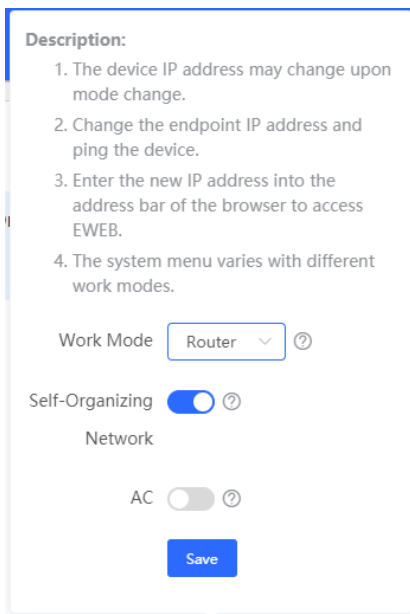 Description:
1. The device IP address may change upon
mode change.
2. Change the endpoint IP address and
ping the device.
3. Enter the new IP address into the
address bar of the browser to access
EWEB.
4. The system menu varies with different
work modes.
Work Mode Router
Self-Organizing
Network
AC
Save